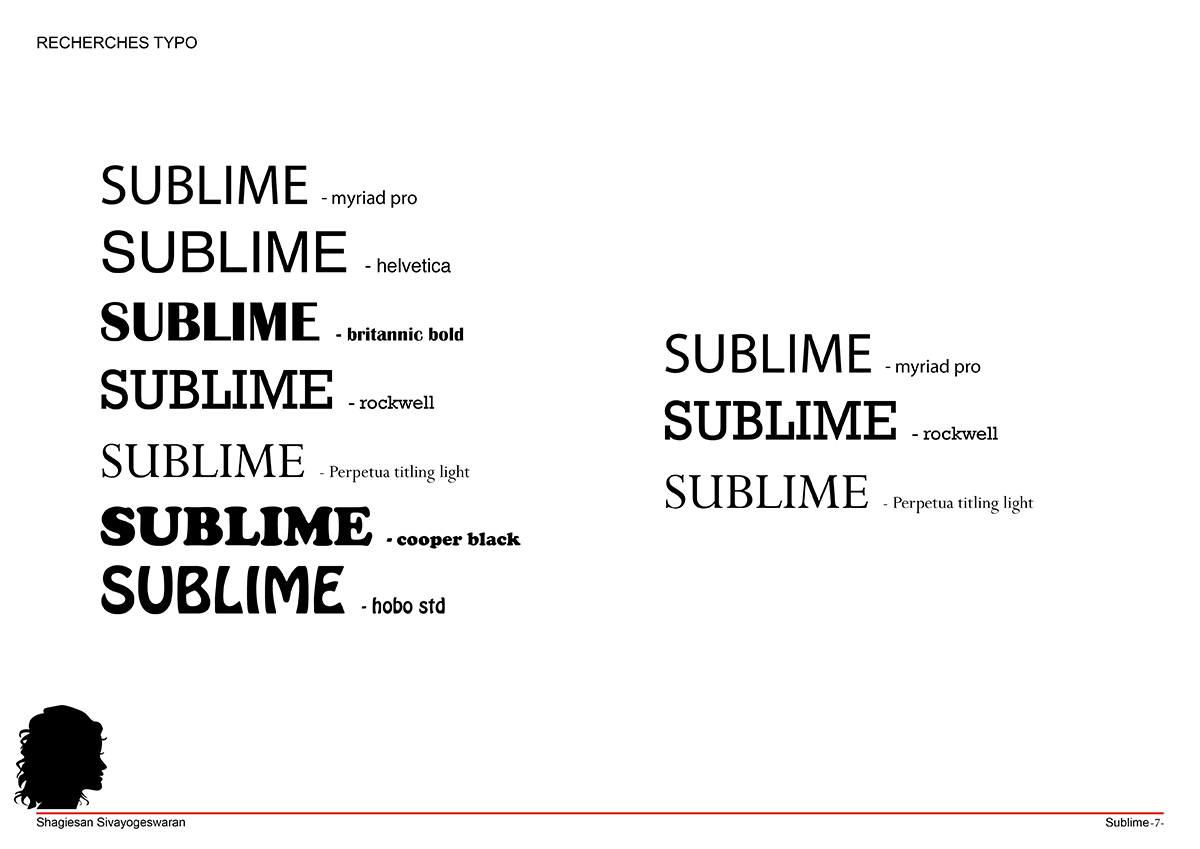 RECHERCHES TYPO
SUBLIME - myriad pro
SUBLIME - helvetica
SUBLIME - britannic bold
SUBLIME - rockwell
SUBLIME - Perpetua titling light
SUBLIME - cooper black
SUBLIME - hobo std
SUBLIME - myriad pro
SUBLIME - rockwell
SUBLIME - Perpetua titling light
Shagiesan Sivayogeswaran
Sublime-7-